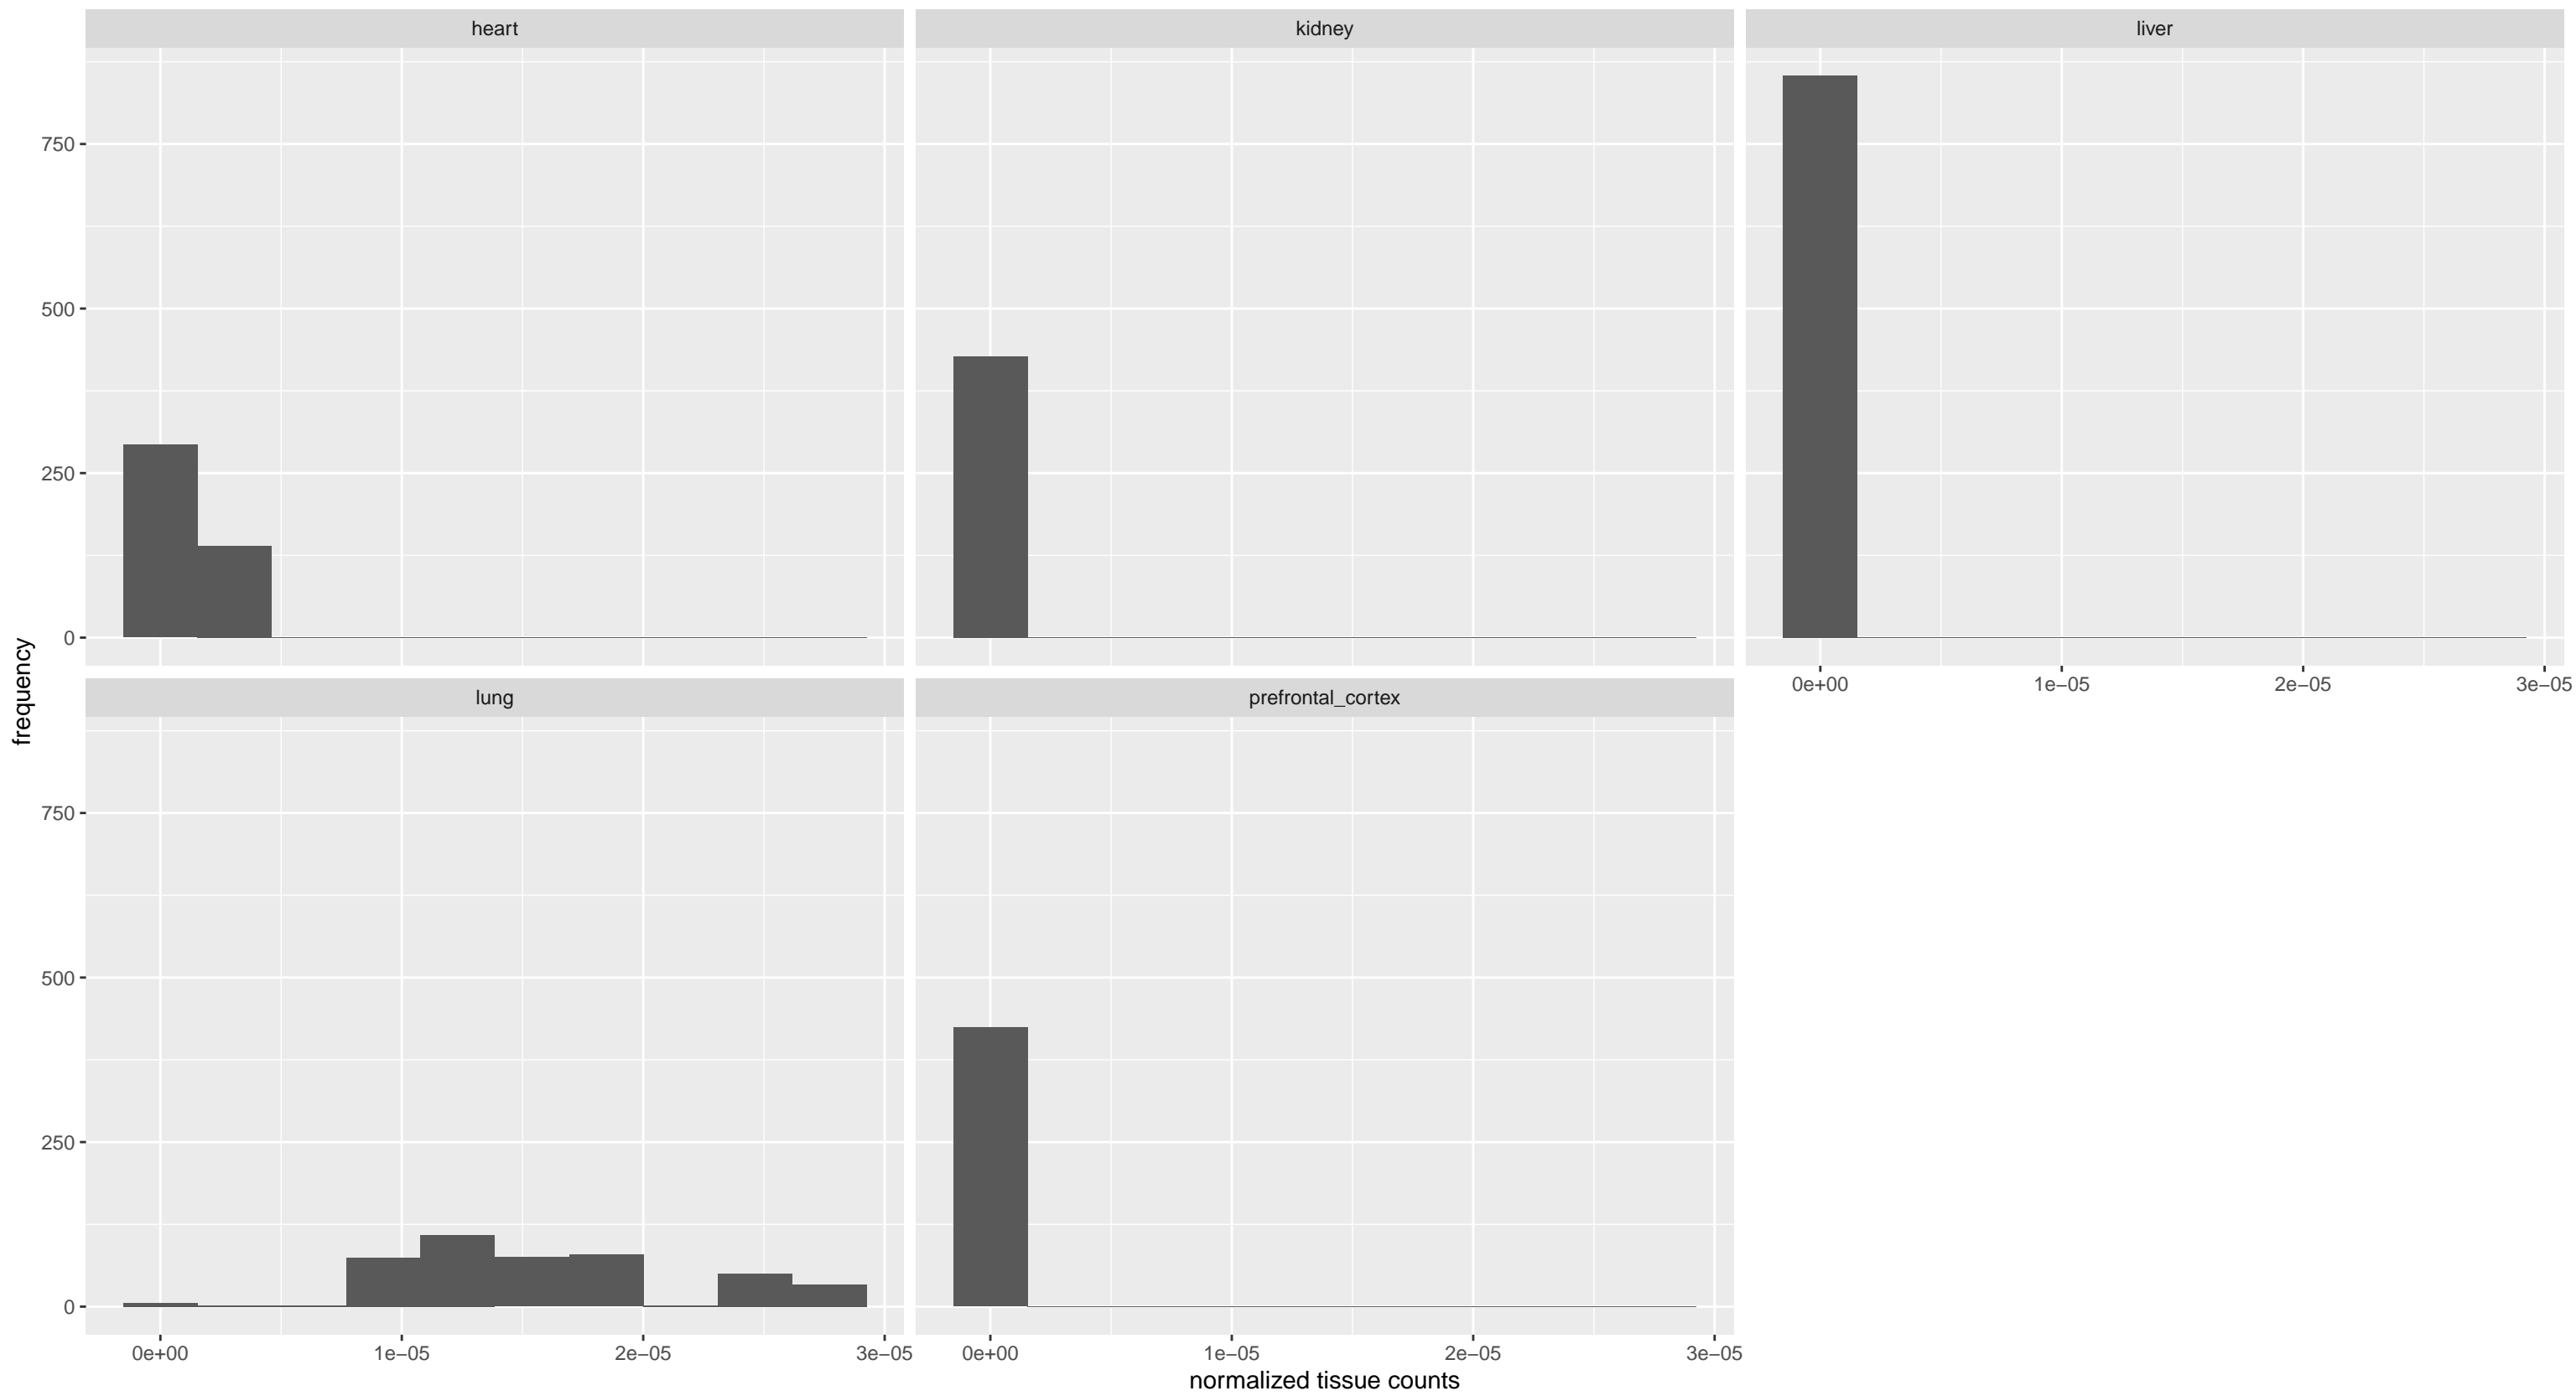 heart
kidney
liver
750
500
250
0
0e+00
1e−05
2e−05
3e−05
frequency
lung
prefrontal_cortex
750
500
250
0
0e+00
1e−05
2e−05
3e−05
0e+00
1e−05
2e−05
3e−05
normalized tissue counts